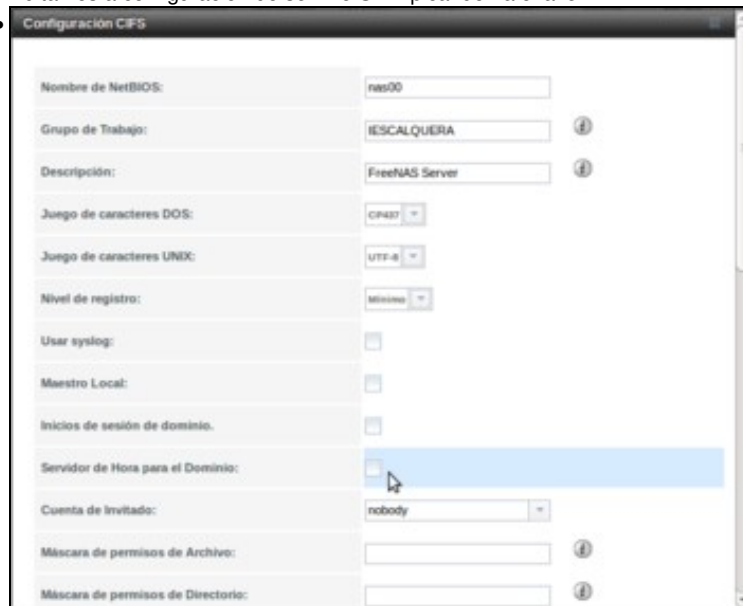 Configuración CIFS
Nombre de NetBIOS: nas00
Grupo de Trabajo: IESCALQUERA
Descripción: FreeNAS Server
Juego de caracteres DOS: CP437
Juego de caracteres UNIX: UTF-8
Nivel de registro: Mínimo
Usar syslog:
Maestro Local:
Inicios de sesión de dominio.
Servidor de Hora para el Dominio:
Cuenta de Invitado: nobody
Máscara de permisos de Archivo:
Máscara de permisos de Directorio: